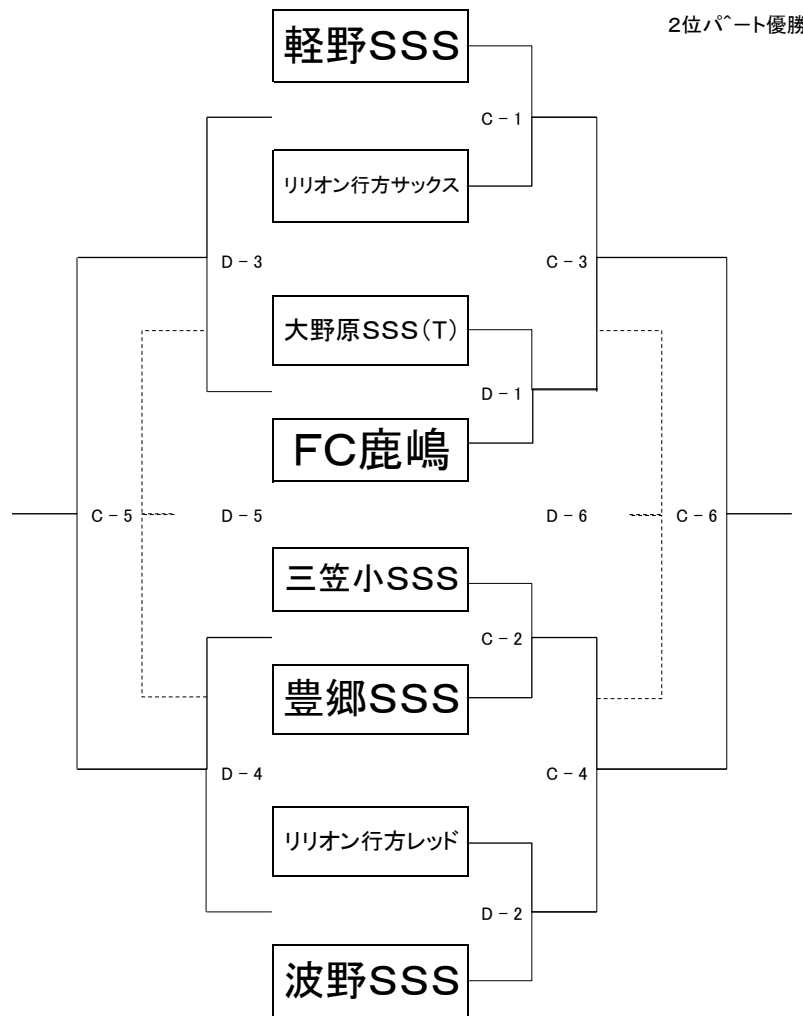 軽野SSS
2位パート優勝
C-1
リリオン行方サックス
D-3
C-3
大野原SSS(T)
D-1
FC鹿嶋
C-5
D-5
D-6
C-6
三笠小SSS
C-2
豊郷SSS
D-4
C-4
リリオン行方レッド
D-2
波野SSS